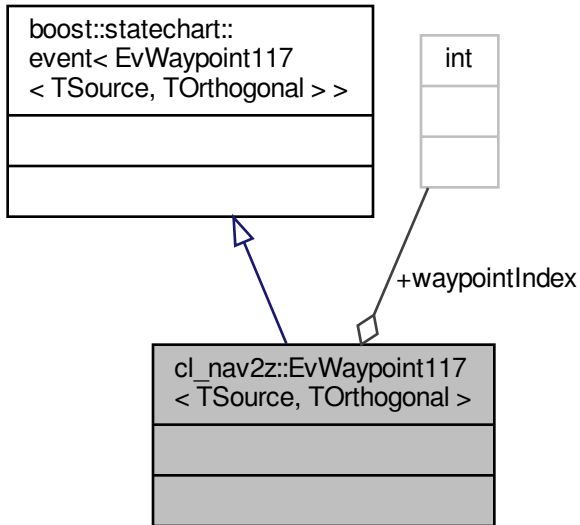 boost::statechart::
event< EvWaypoint117
< TSource, TOrthogonal > >
int
+waypointIndex
cl_nav2z::EvWaypoint117
< TSource, TOrthogonal >